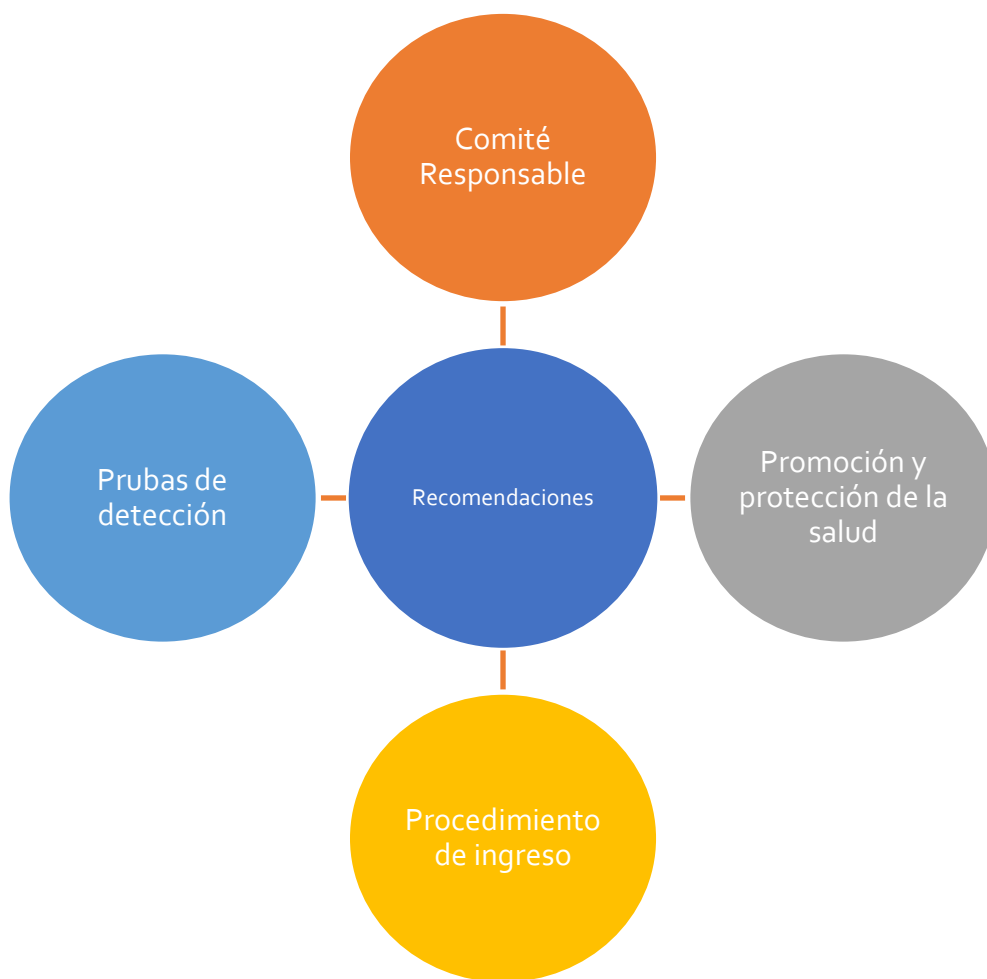 Comité
Responsable
Prubas de
detección
Recomendaciones
Promoción y
protección de la
salud
Procedimiento
de ingreso